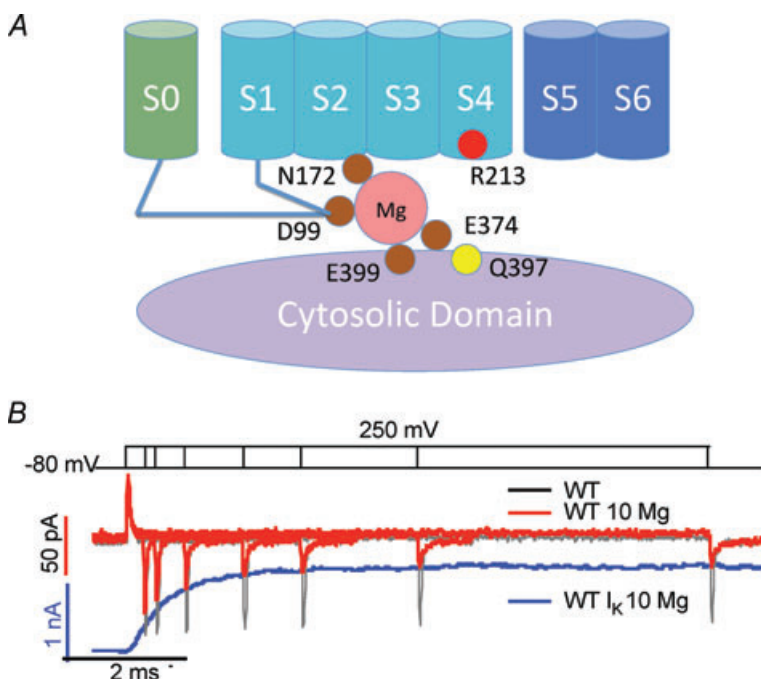 A
S0 S1 S2 S3 S4 S5 S6
N172
R213
Mg
D99
E374
E399
Q397
Cytosolic Domain
B
250 mV
-80 mV
WT
50 pA
WT 10 Mg
1 nA
WT IK 10 Mg
2 ms